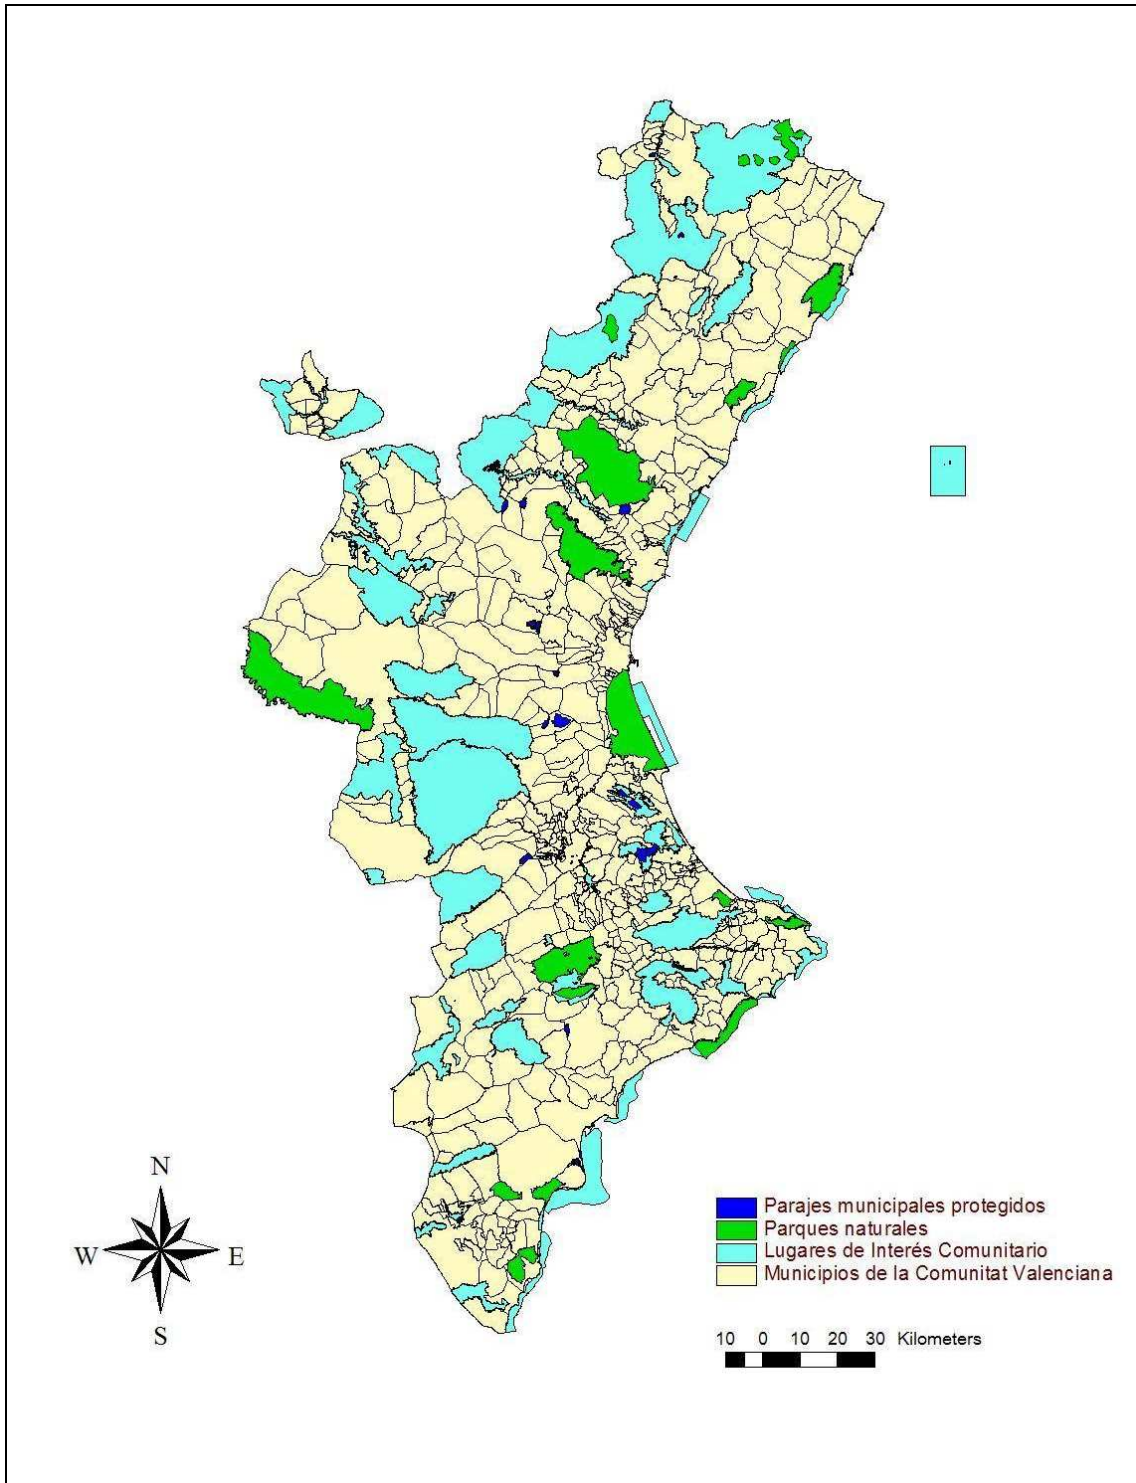 N
W E
S
Parajes municipales protegidos
Parques naturales
Lugares de Interés Comunitario
Municipios de la Comunitat Valenciana
10 0 10 20 30 Kilometers